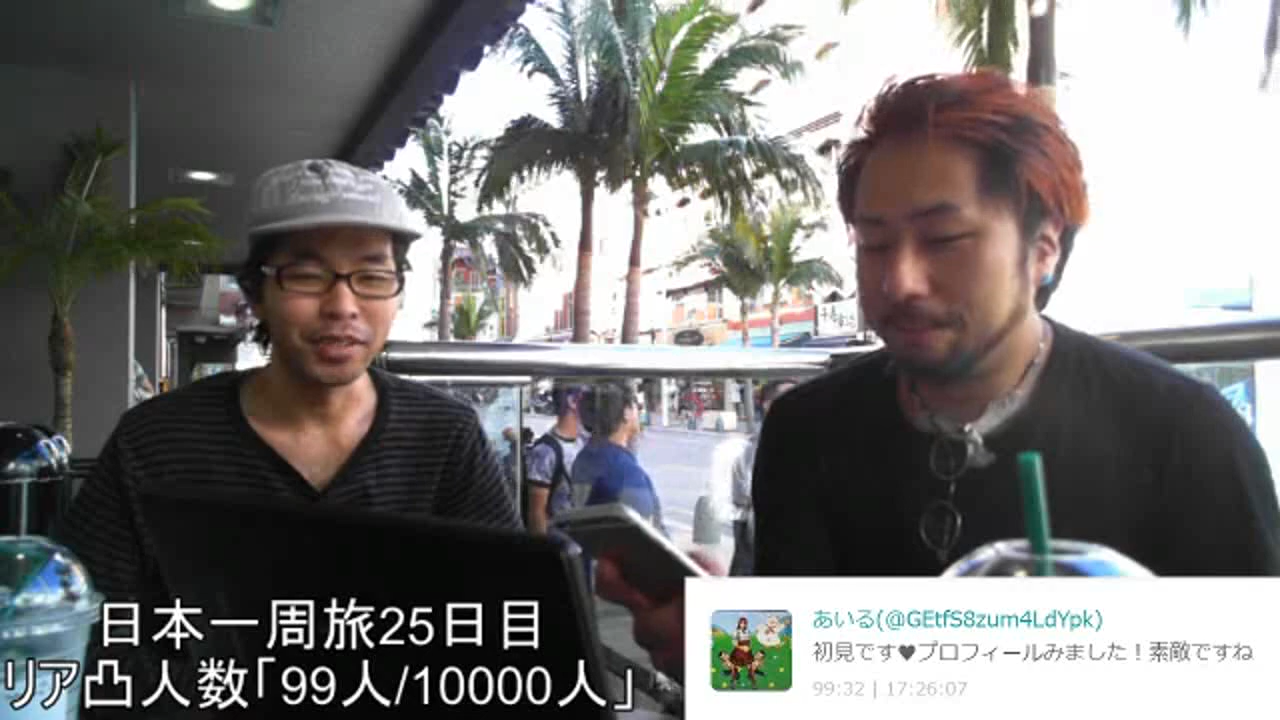 日本一周旅25日目
リア凸人数「99人/10000人」
あいる(@GEtfS8zum4LdYpk)
初見です♥プロフィールみました！素敵ですね
99:32 | 17:26:07